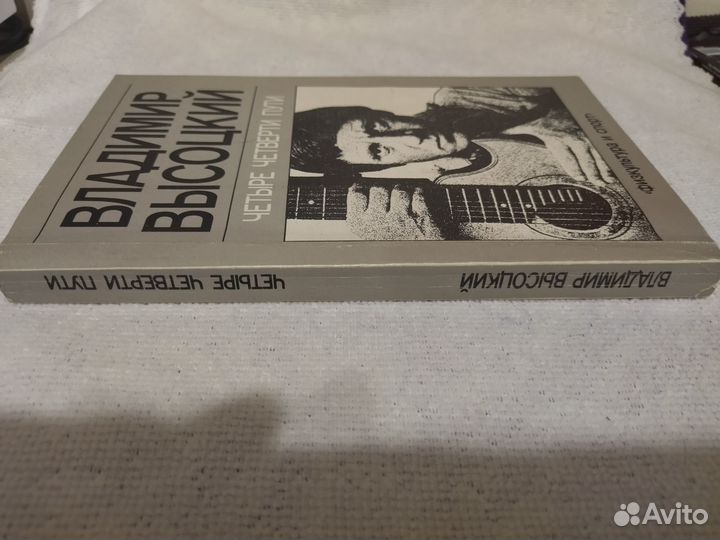 ВЛАДИМИР
ВЫСОЦКИЙ
ЧЕТЫРЕ ЧЕТВЕРТИ ПУТИ
Физкультура и спорт
ВЛАДИМИР ВЫСОЦКИЙ
ЧЕТЫРЕ ЧЕТВЕРТИ ПУТИ
Avito